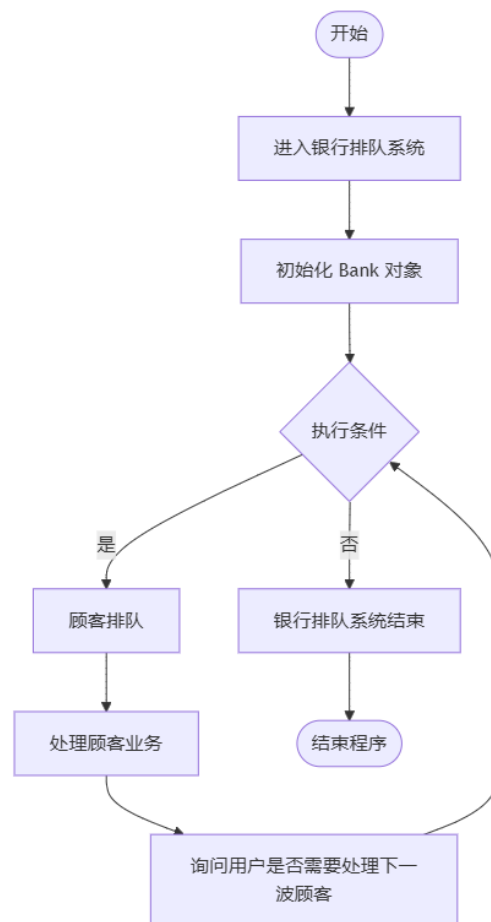 开始
进入银行排队系统
初始化 Bank 对象
执行条件
是
否
顾客排队
银行排队系统结束
处理顾客业务
结束程序
询问用户是否需要处理下一
波顾客